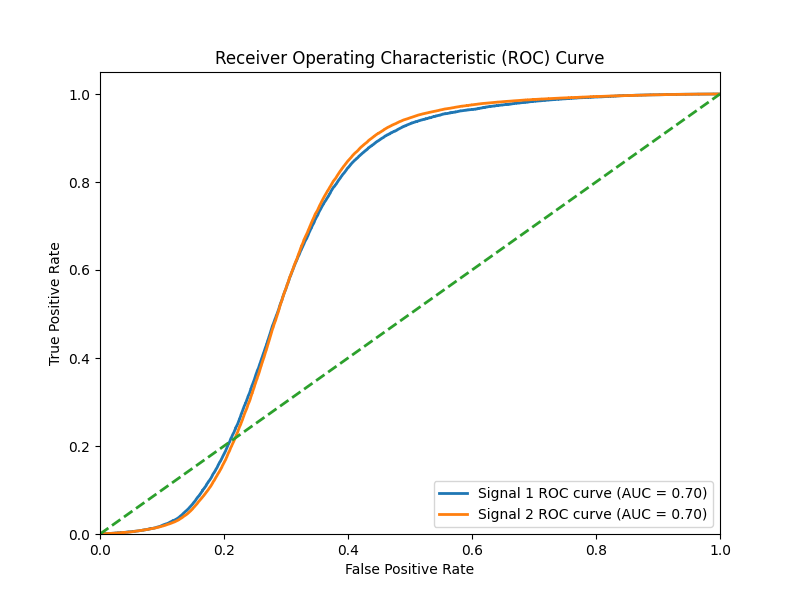 Receiver Operating Characteristic (ROC) Curve
1.0
0.8
0.6
0.4
0.2
0.0
True Positive Rate
Signal 1 ROC curve (AUC = 0.70)
Signal 2 ROC curve (AUC = 0.70)
0.0 0.2 0.4 0.6 0.8 1.0
False Positive Rate